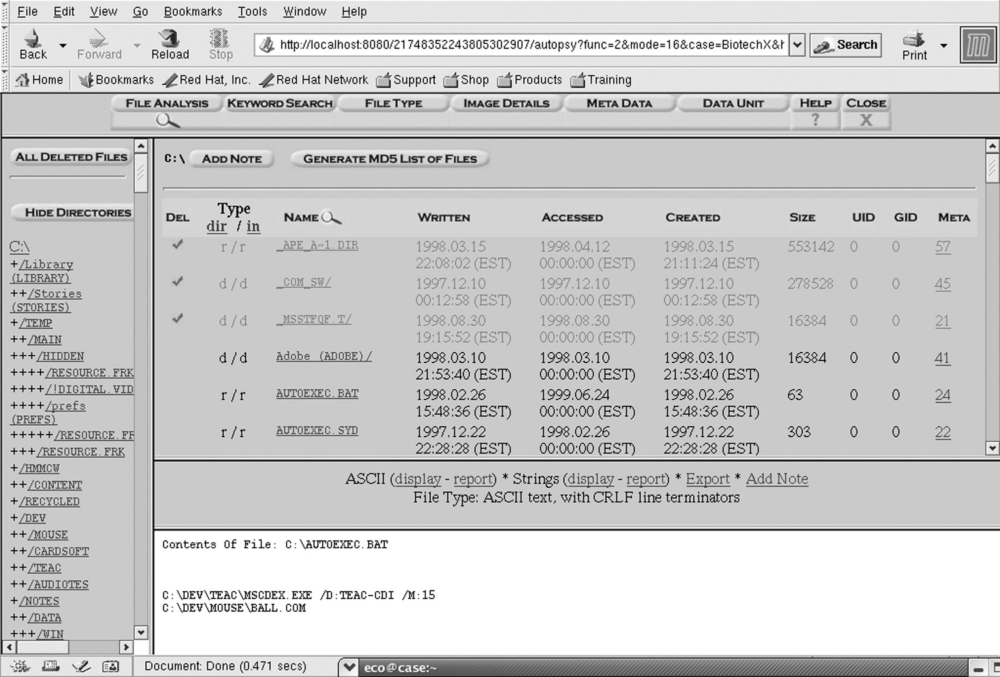 File Edit View Go Bookmarks Tools Window Help
Back Forward Reload Stop http://localhost:8080/21748352243805302907/autopsy?func=2&mode=16&case=BiotechX&h Search Print
Home Bookmarks Red Hat, Inc. Red Hat Network Support Shop Products Training
FILE ANALYSIS KEYWORD SEARCH FILE TYPE IMAGE DETAILS META DATA DATA UNIT HELP CLOSE
? X
ALL DELETED FILES
HIDE DIRECTORIES
C:\
+/Library
(LIBRARY)
++/Stories
(STORIES)
+/TEMP
++/MAIN
+++/HIDDEN
++++/RESOURCE.FRK
++++/!DIGITAL.VID
++++/prefs
(PREFS)
+++++/RESOURCE.FR
+++/RESOURCE.FRK
+/HMMCW
++/CONTENT
+/RECYCLED
+/DEV
++/MOUSE
++/CARDSOFT
++/TEAC
++/AUDIOTES
+/NOTES
++/DATA
+++/WIN
C:\ ADD NOTE GENERATE MD5 LIST OF FILES
DEL Type NAME WRITTEN ACCESSED CREATED SIZE UID GID META
dir / in
r / r _APE_A~1.DIR 1998.03.15 1998.04.12 1998.03.15 553142 0 0 57
22:08:02 (EST) 00:00:00 (EST) 21:11:24 (EST)
d / d _COM_SW/ 1997.12.10 1997.12.10 1997.12.10 278528 0 0 45
00:12:58 (EST) 00:00:00 (EST) 00:12:58 (EST)
d / d _MSSTFQF.T/ 1998.08.30 1998.08.30 1998.08.30 16384 0 0 21
19:15:52 (EST) 00:00:00 (EST) 19:15:52 (EST)
d / d Adobe (ADOBE)/ 1998.03.10 1998.03.10 1998.03.10 16384 0 0 41
21:53:40 (EST) 00:00:00 (EST) 21:53:40 (EST)
r / r AUTOEXEC.BAT 1998.02.26 1999.06.24 1998.02.26 63 0 0 24
15:48:36 (EST) 00:00:00 (EST) 15:48:36 (EST)
r / r AUTOEXEC.SYD 1997.12.22 1998.02.26 1997.12.22 303 0 0 22
22:28:28 (EST) 00:00:00 (EST) 22:28:28 (EST)
ASCII (display - report) * Strings (display - report) * Export * Add Note
File Type: ASCII text, with CRLF line terminators
Contents Of File: C:\AUTOEXEC.BAT
C:\DEV\TEAC\MSCDEX.EXE /D:TEAC-CDI /M:15
C:\DEV\MOUSE\BALL.COM
Document: Done (0.471 secs) eco@case:~